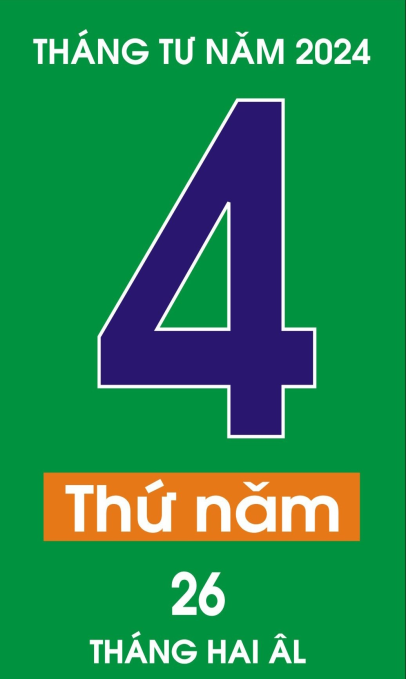 THÁNG TƯ NĂM 2024
4
Thứ năm
26
THÁNG HAI ÂL